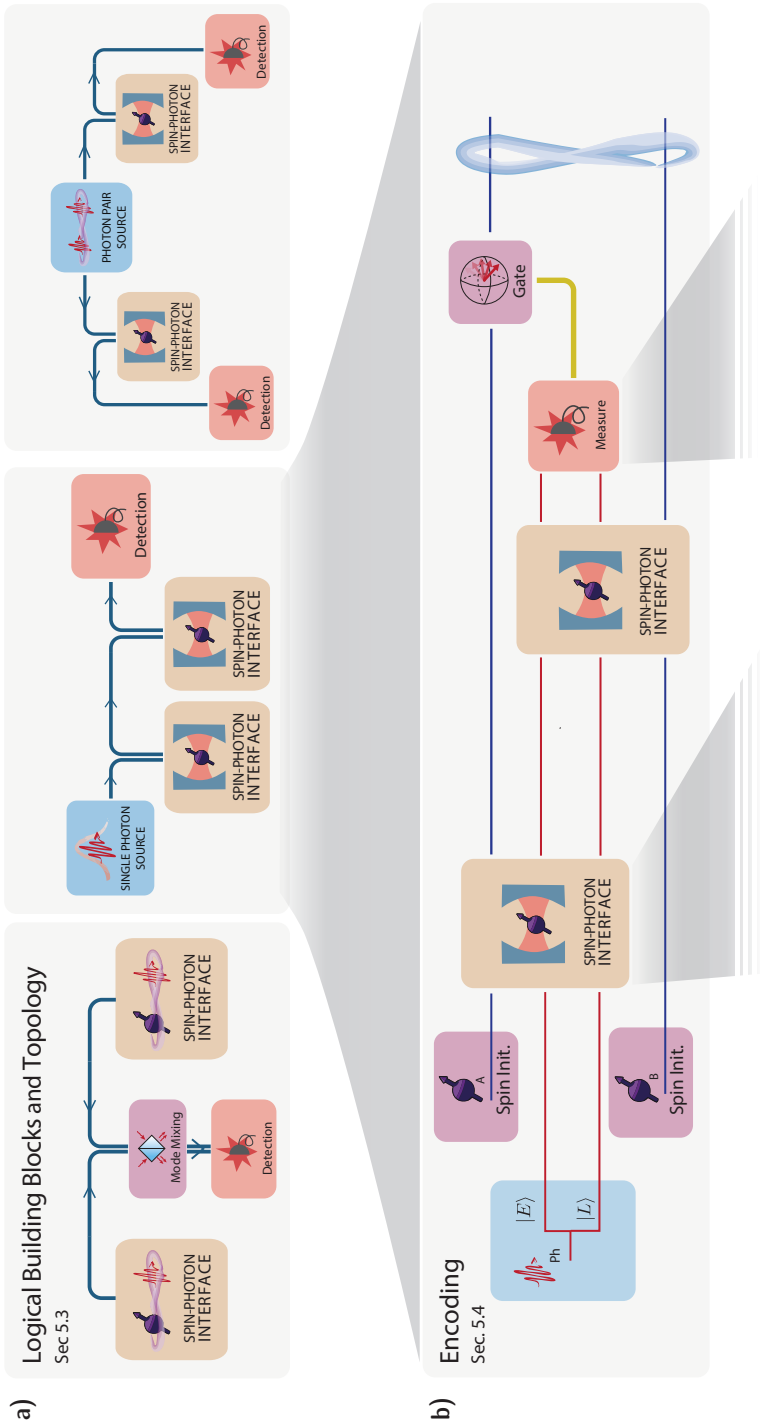 a)
Logical Building Blocks and Topology
Sec 5.3
SPIN-PHOTON
INTERFACE
Mode Mixing
Detection
SPIN-PHOTON
INTERFACE
SINGLE PHOTON
SOURCE
SPIN-PHOTON
INTERFACE
SPIN-PHOTON
INTERFACE
Detection
Detection
SPIN-PHOTON
INTERFACE
PHOTON PAIR
SOURCE
SPIN-PHOTON
INTERFACE
Detection
b)
Encoding
Sec. 5.4
Ph
|E⟩
|L⟩
A
Spin Init.
B
Spin Init.
SPIN-PHOTON
INTERFACE
SPIN-PHOTON
INTERFACE
Measure
Gate